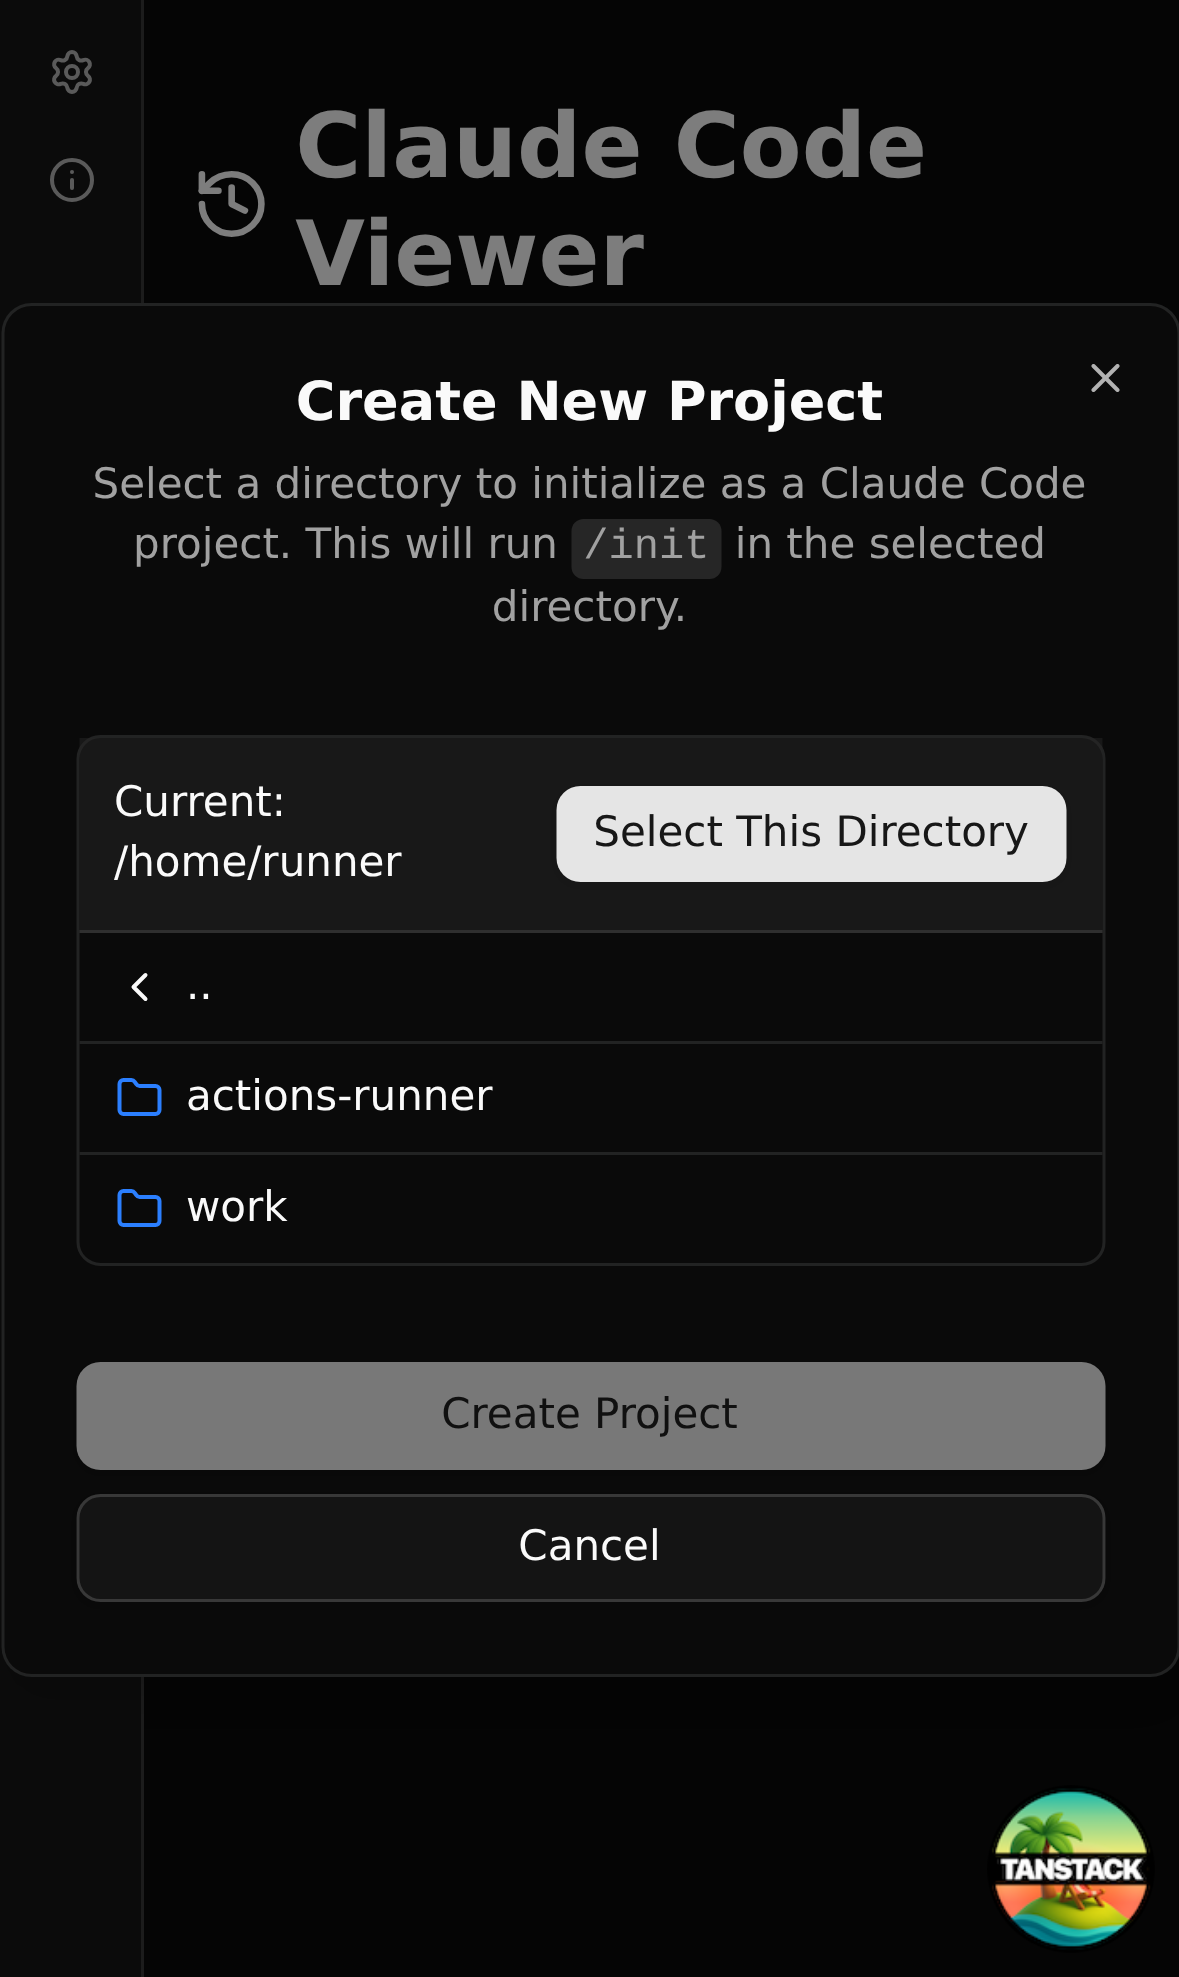 Claude Code
Viewer
Create New Project
Select a directory to initialize as a Claude Code
project. This will run /init in the selected
directory.
Current:
/home/runner
Select This Directory
..
actions-runner
work
Create Project
Cancel
TANSTACK